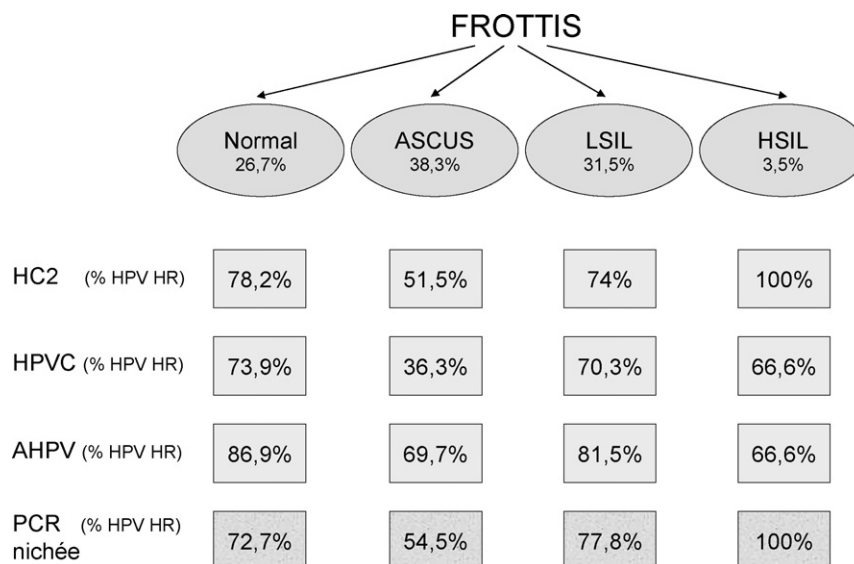 FROTTIS
Normal ASCUS LSIL HSIL
26,7% 38,3% 31,5% 3,5%
HC2 (% HPV HR) 78,2% 51,5% 74% 100%
HPVC (% HPV HR) 73,9% 36,3% 70,3% 66,6%
AHPV (% HPV HR) 86,9% 69,7% 81,5% 66,6%
PCR (% HPV HR) 72,7% 54,5% 77,8% 100%
nichée